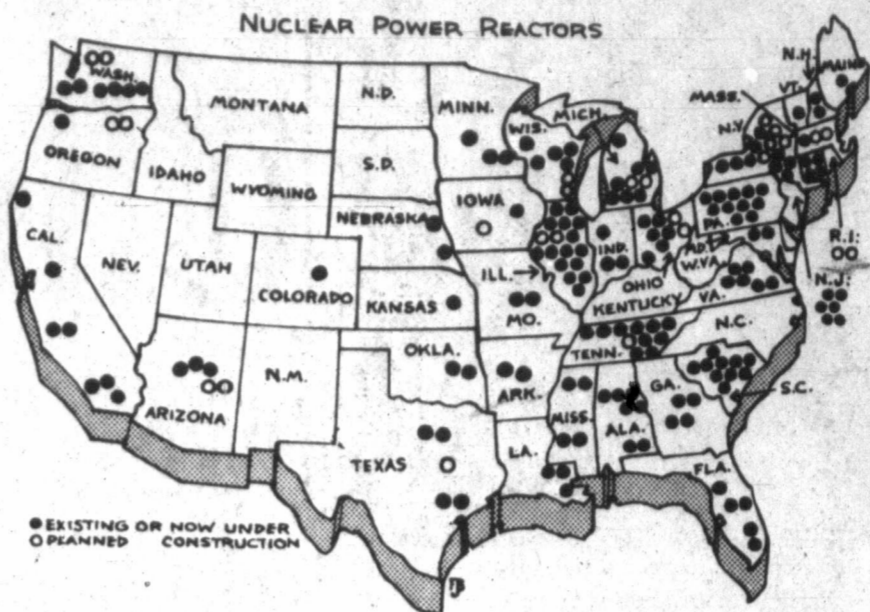 NUCLEAR POWER REACTORS
WASH.
OREGON
IDAHO
MONTANA
WYOMING
N.D.
S.D.
NEBRASKA
MINN.
WIS.
MICH.
IOWA
ILL.
IND.
OHIO
N.Y.
PA.
MASS.
VT.
N.H.
MAINE
R.I:
N.J:
W.VA.
VA.
KENTUCKY
CAL.
NEV.
UTAH
COLORADO
KANSAS
MO.
TENN.
N.C.
S.C.
ARIZONA
N.M.
OKLA.
ARK.
TEXAS
LA.
MISS.
ALA.
GA.
FLA.
EXISTING OR NOW UNDER
CONSTRUCTION
PLANNED